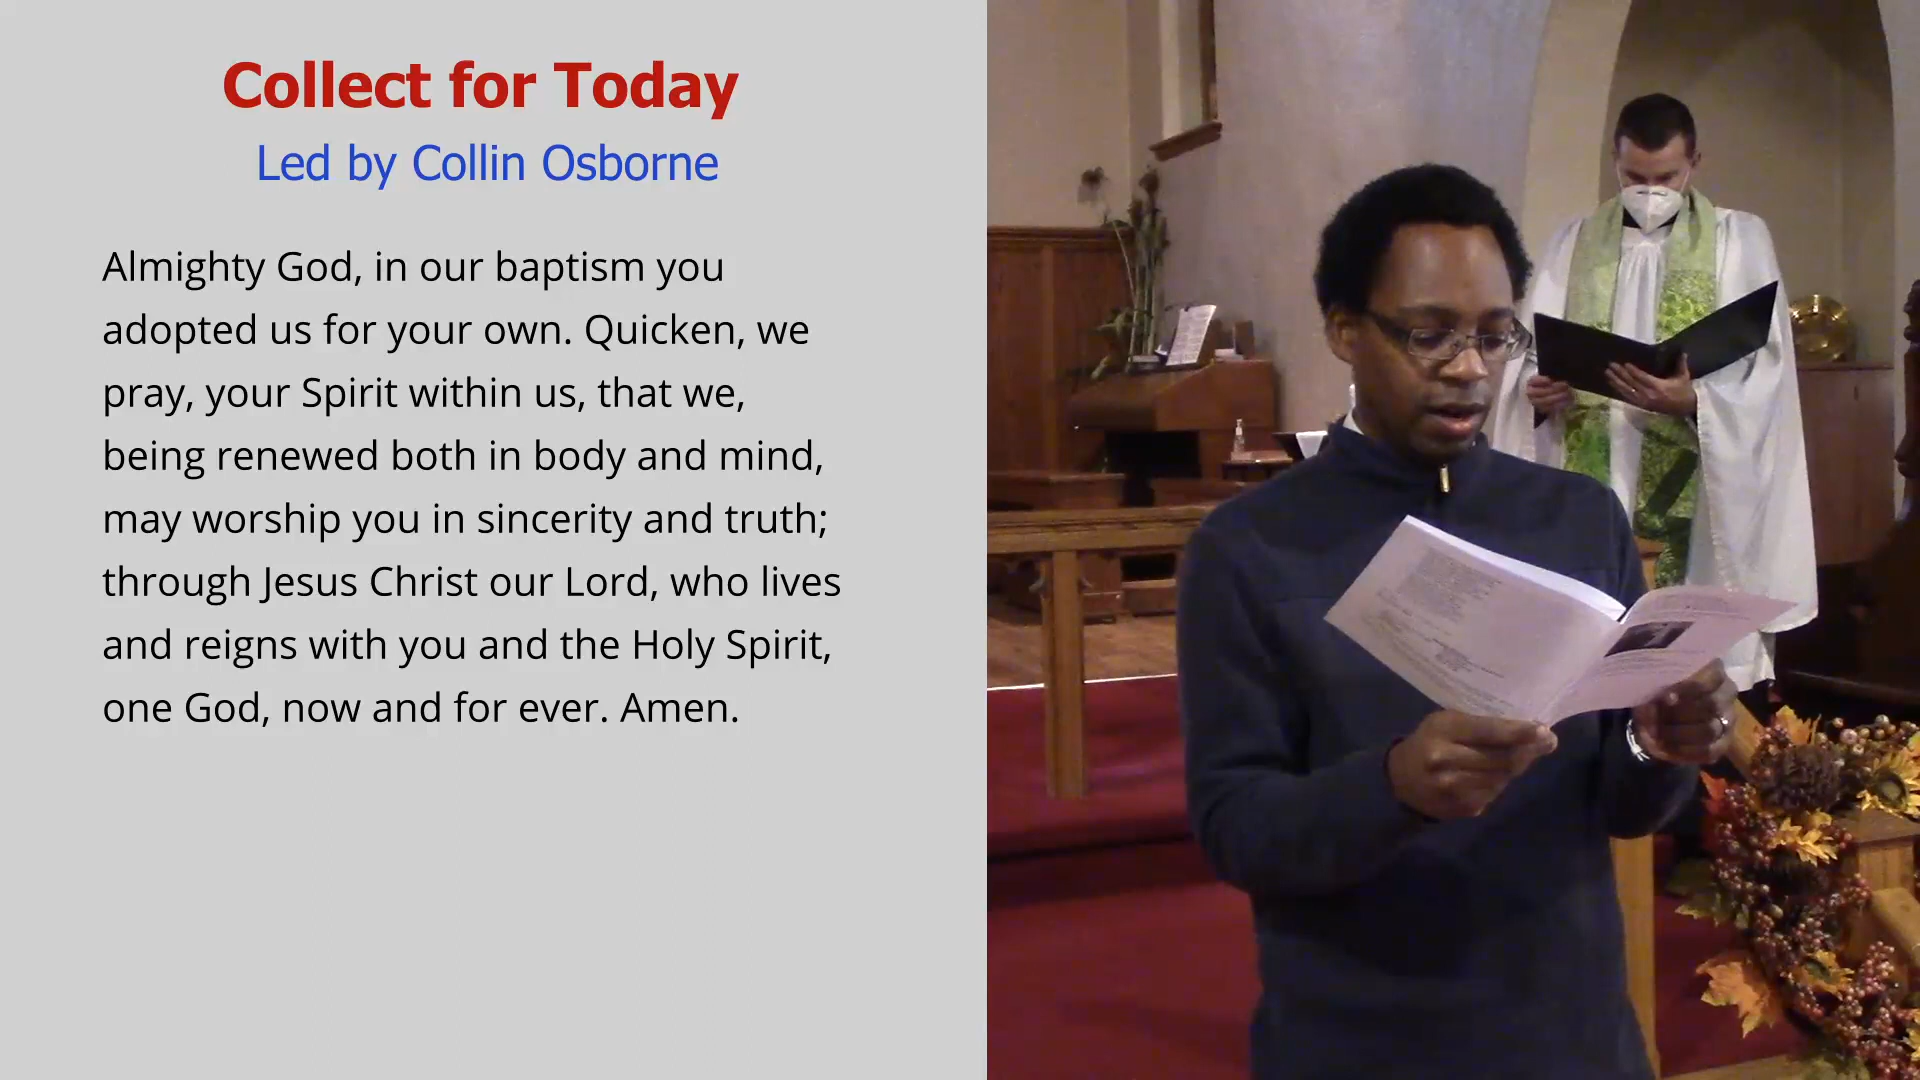 Collect for Today
Led by Collin Osborne
Almighty God, in our baptism you
adopted us for your own. Quicken, we
pray, your Spirit within us, that we,
being renewed both in body and mind,
may worship you in sincerity and truth;
through Jesus Christ our Lord, who lives
and reigns with you and the Holy Spirit,
one God, now and for ever. Amen.